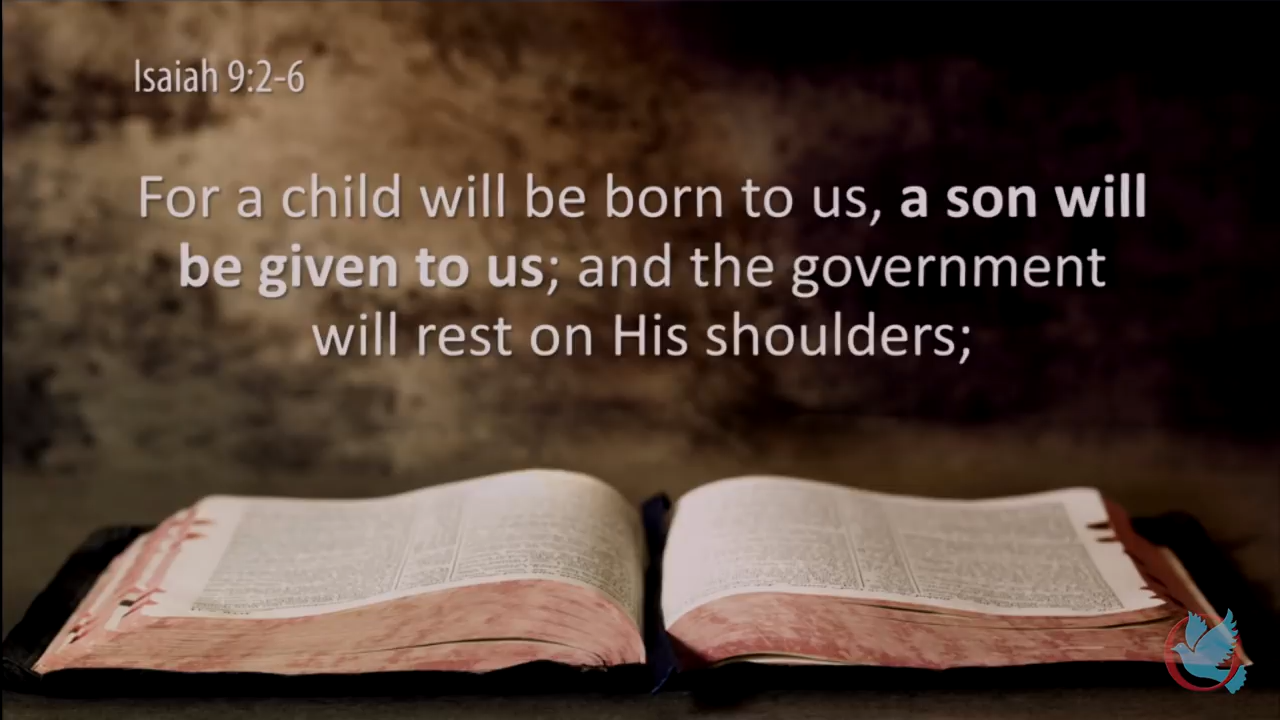 Isaiah 9:2-6
For a child will be born to us, a son will
be given to us; and the government
will rest on His shoulders;